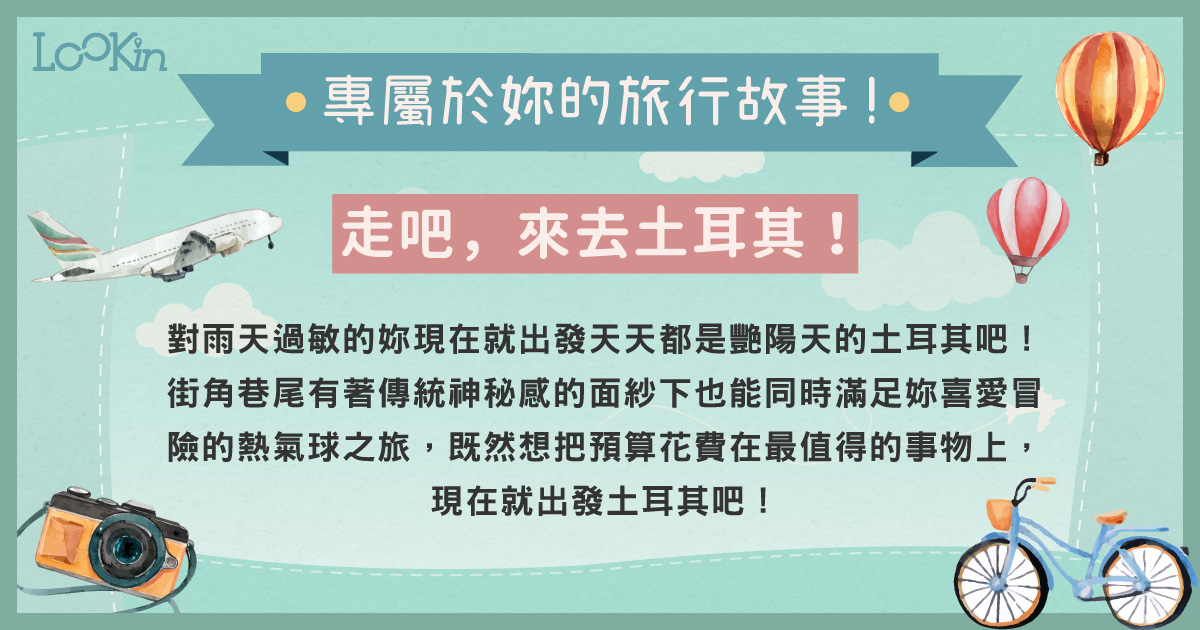 LooKin
專屬於妳的旅行故事！
走吧，來去土耳其！
對雨天過敏的妳現在就出發天天都是艷陽天的土耳其吧！
街角巷尾有著傳統神秘感的面紗下也能同時滿足妳喜愛冒
險的熱氣球之旅，既然想把預算花費在最值得的事物上，
現在就出發土耳其吧！